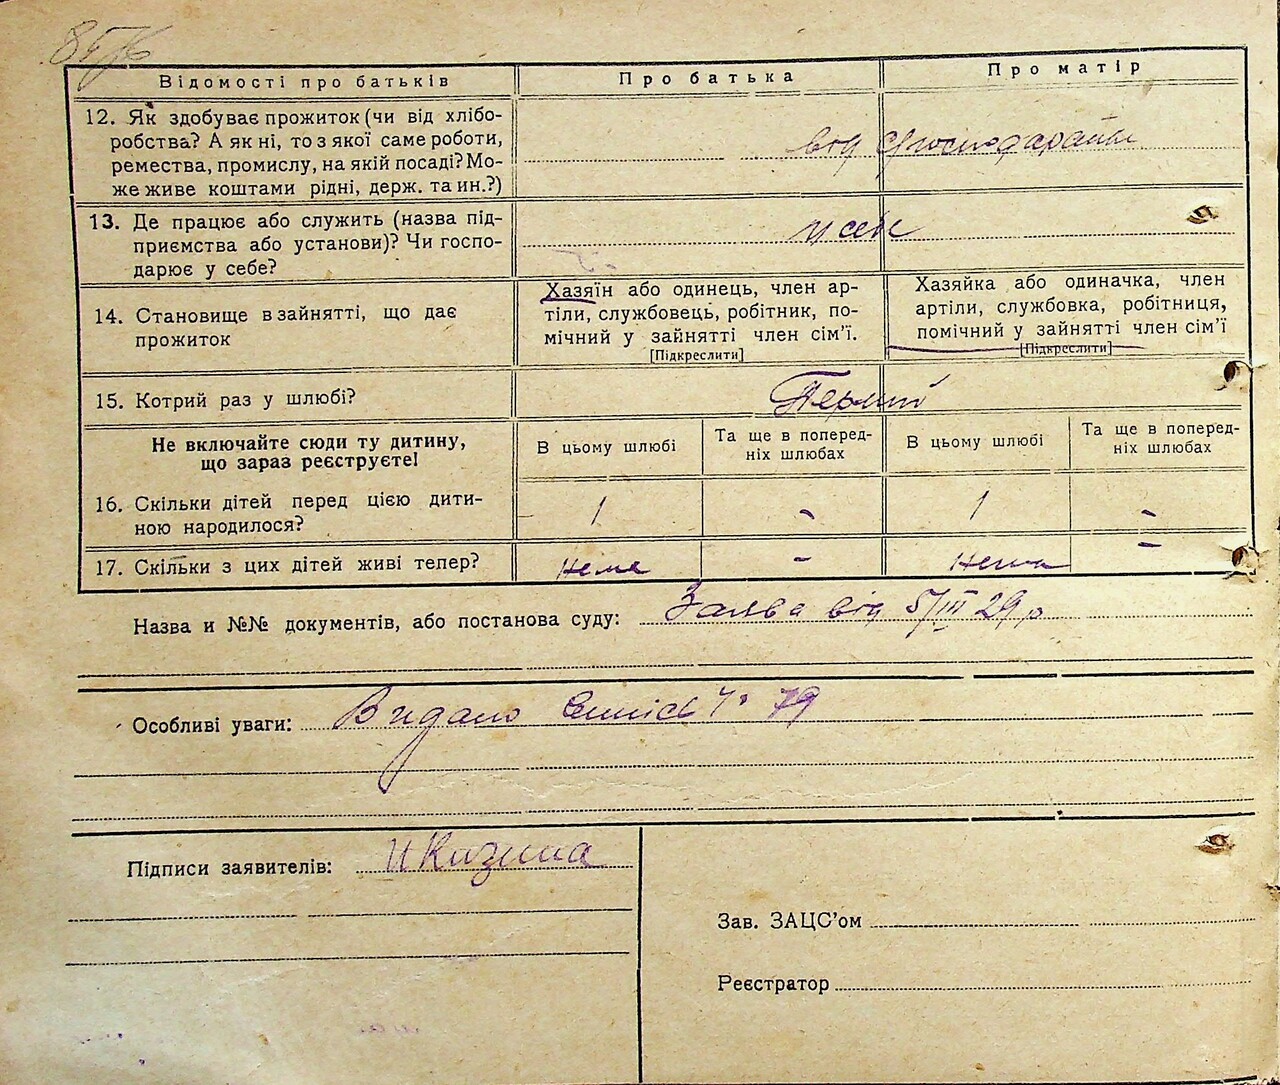 Відомості про батьків Про батька Про матір
12. Як здобуває прожиток (чи від хлібо-
робства? А як ні, то з якої саме роботи,
ремества, промислу, на якій посаді? Мо-
же живе коштами рідні, держ. та ин.?)
від
13. Де працює або служить (назва під-
приємства або установи)? Чи госпо-
дарює у себе?
14. Становище в зайнятті, що дає
прожиток
Хазяїн або одинець, член ар-
тіли, службовець, робітник, по-
мічний у зайнятті член сім'ї.
[Підкреслити]
Хазяйка або одиначка, член
артіли, службовка, робітниця,
помічний у зайнятті член сім'ї
[Підкреслити]
15. Котрий раз у шлюбі? Перший
Не включайте сюди ту дитину,
що зараз реєструєте!
В цьому шлюбі
Та ще в поперед-
ніх шлюбах
В цьому шлюбі
Та ще в поперед-
ніх шлюбах
16. Скільки дітей перед цією дити-
ною народилося?
1 - 1 -
17. Скільки з цих дітей живі тепер? Нема - Нема -
Назва и №№ документів, або постанова суду: Заява від 5/III 29 р
Особливі уваги: Видано 79
Підписи заявителів:
Зав. ЗАЦС'ом
Реєстратор